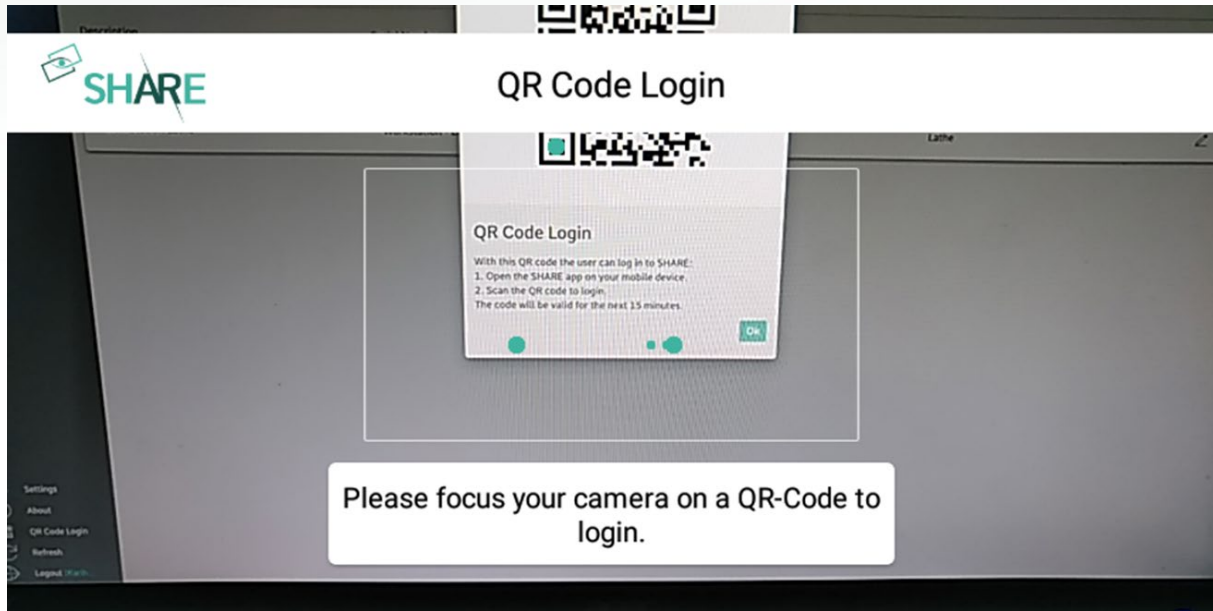 Description
SHARE
QR Code Login
Lathe
QR Code Login
With this QR code the user can log in to SHARE:
1. Open the SHARE app on your mobile device.
2. Scan the QR code to login.
The code will be valid for the next 15 minutes.
Ok
Please focus your camera on a QR-Code to
login.
Settings
About
QR Code Login
Refresh
Logout